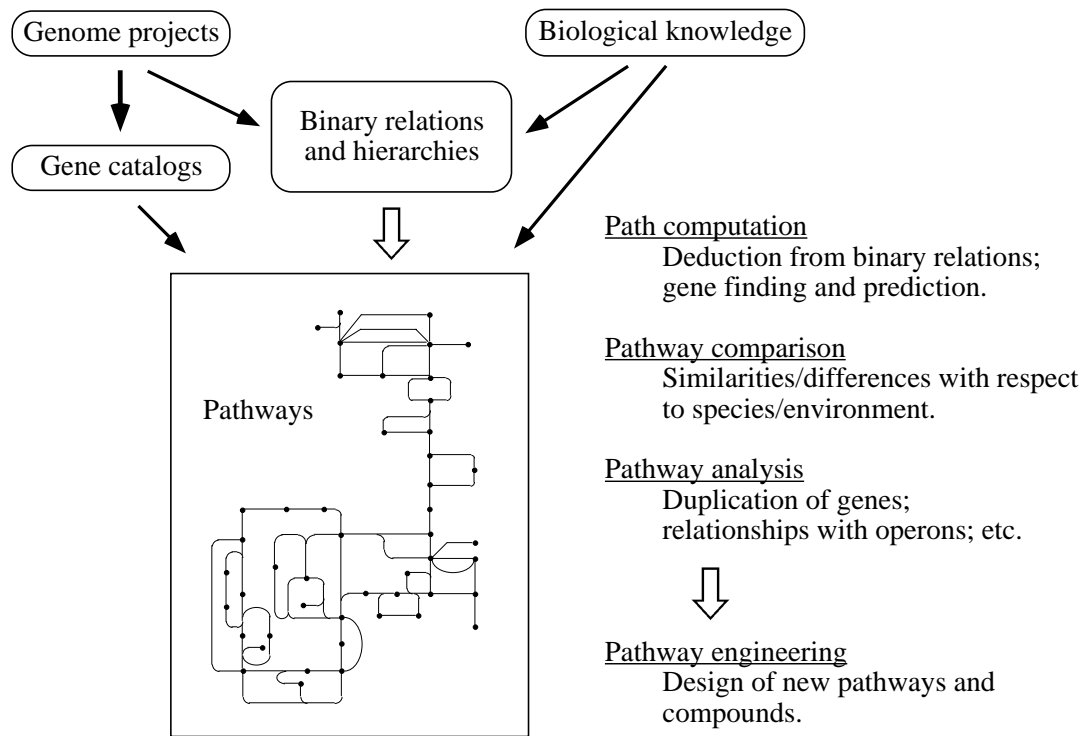 Genome projects
Biological knowledge
Binary relations
and hierarchies
Gene catalogs
Pathways
Path computation
Deduction from binary relations;
gene finding and prediction.
Pathway comparison
Similarities/differences with respect
to species/environment.
Pathway analysis
Duplication of genes;
relationships with operons; etc.
Pathway engineering
Design of new pathways and
compounds.